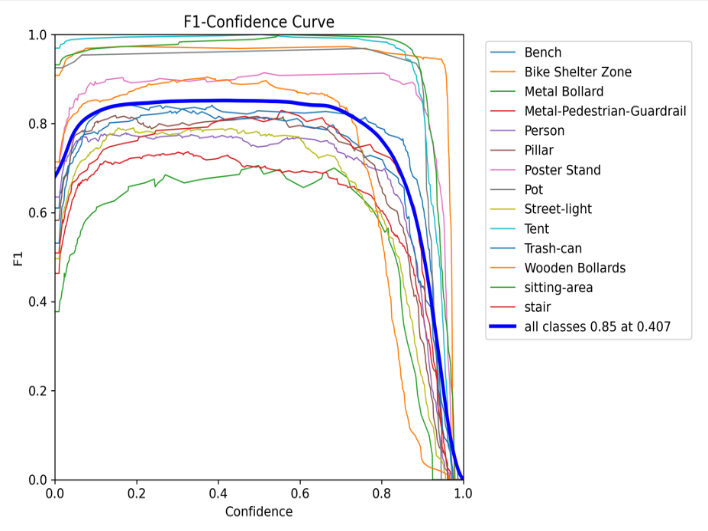 F1-Confidence Curve
1.0
0.8
0.6
0.4
0.2
0.0
F1
0.0 0.2 0.4 0.6 0.8 1.0
Confidence
Bench
Bike Shelter Zone
Metal Bollard
Metal-Pedestrian-Guardrail
Person
Pillar
Poster Stand
Pot
Street-light
Tent
Trash-can
Wooden Bollards
sitting-area
stair
all classes 0.85 at 0.407